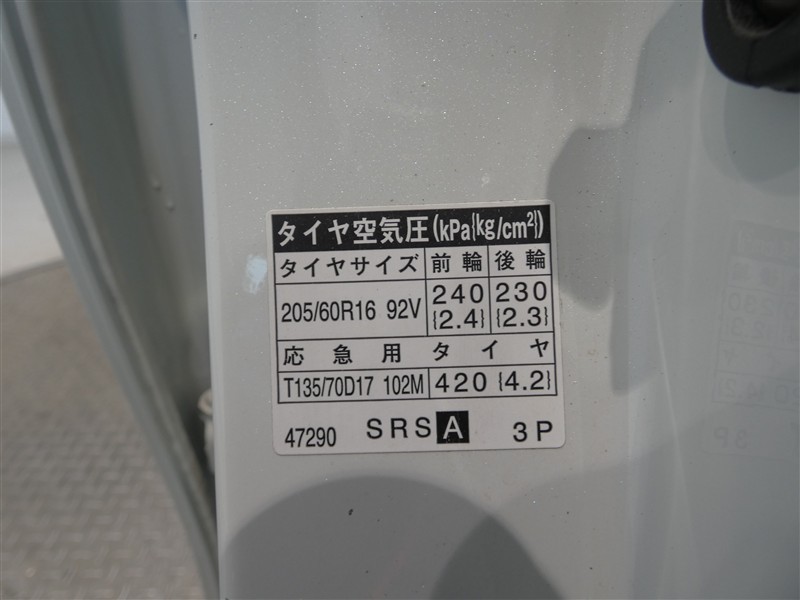 タイヤ空気圧(kPa{kg/cm²})
タイヤサイズ 前輪 後輪
205/60R16 92V 240 {2.4} 230 {2.3}
応急用タイヤ
T135/70D17 102M 420 {4.2}
47290 SRS A 3P